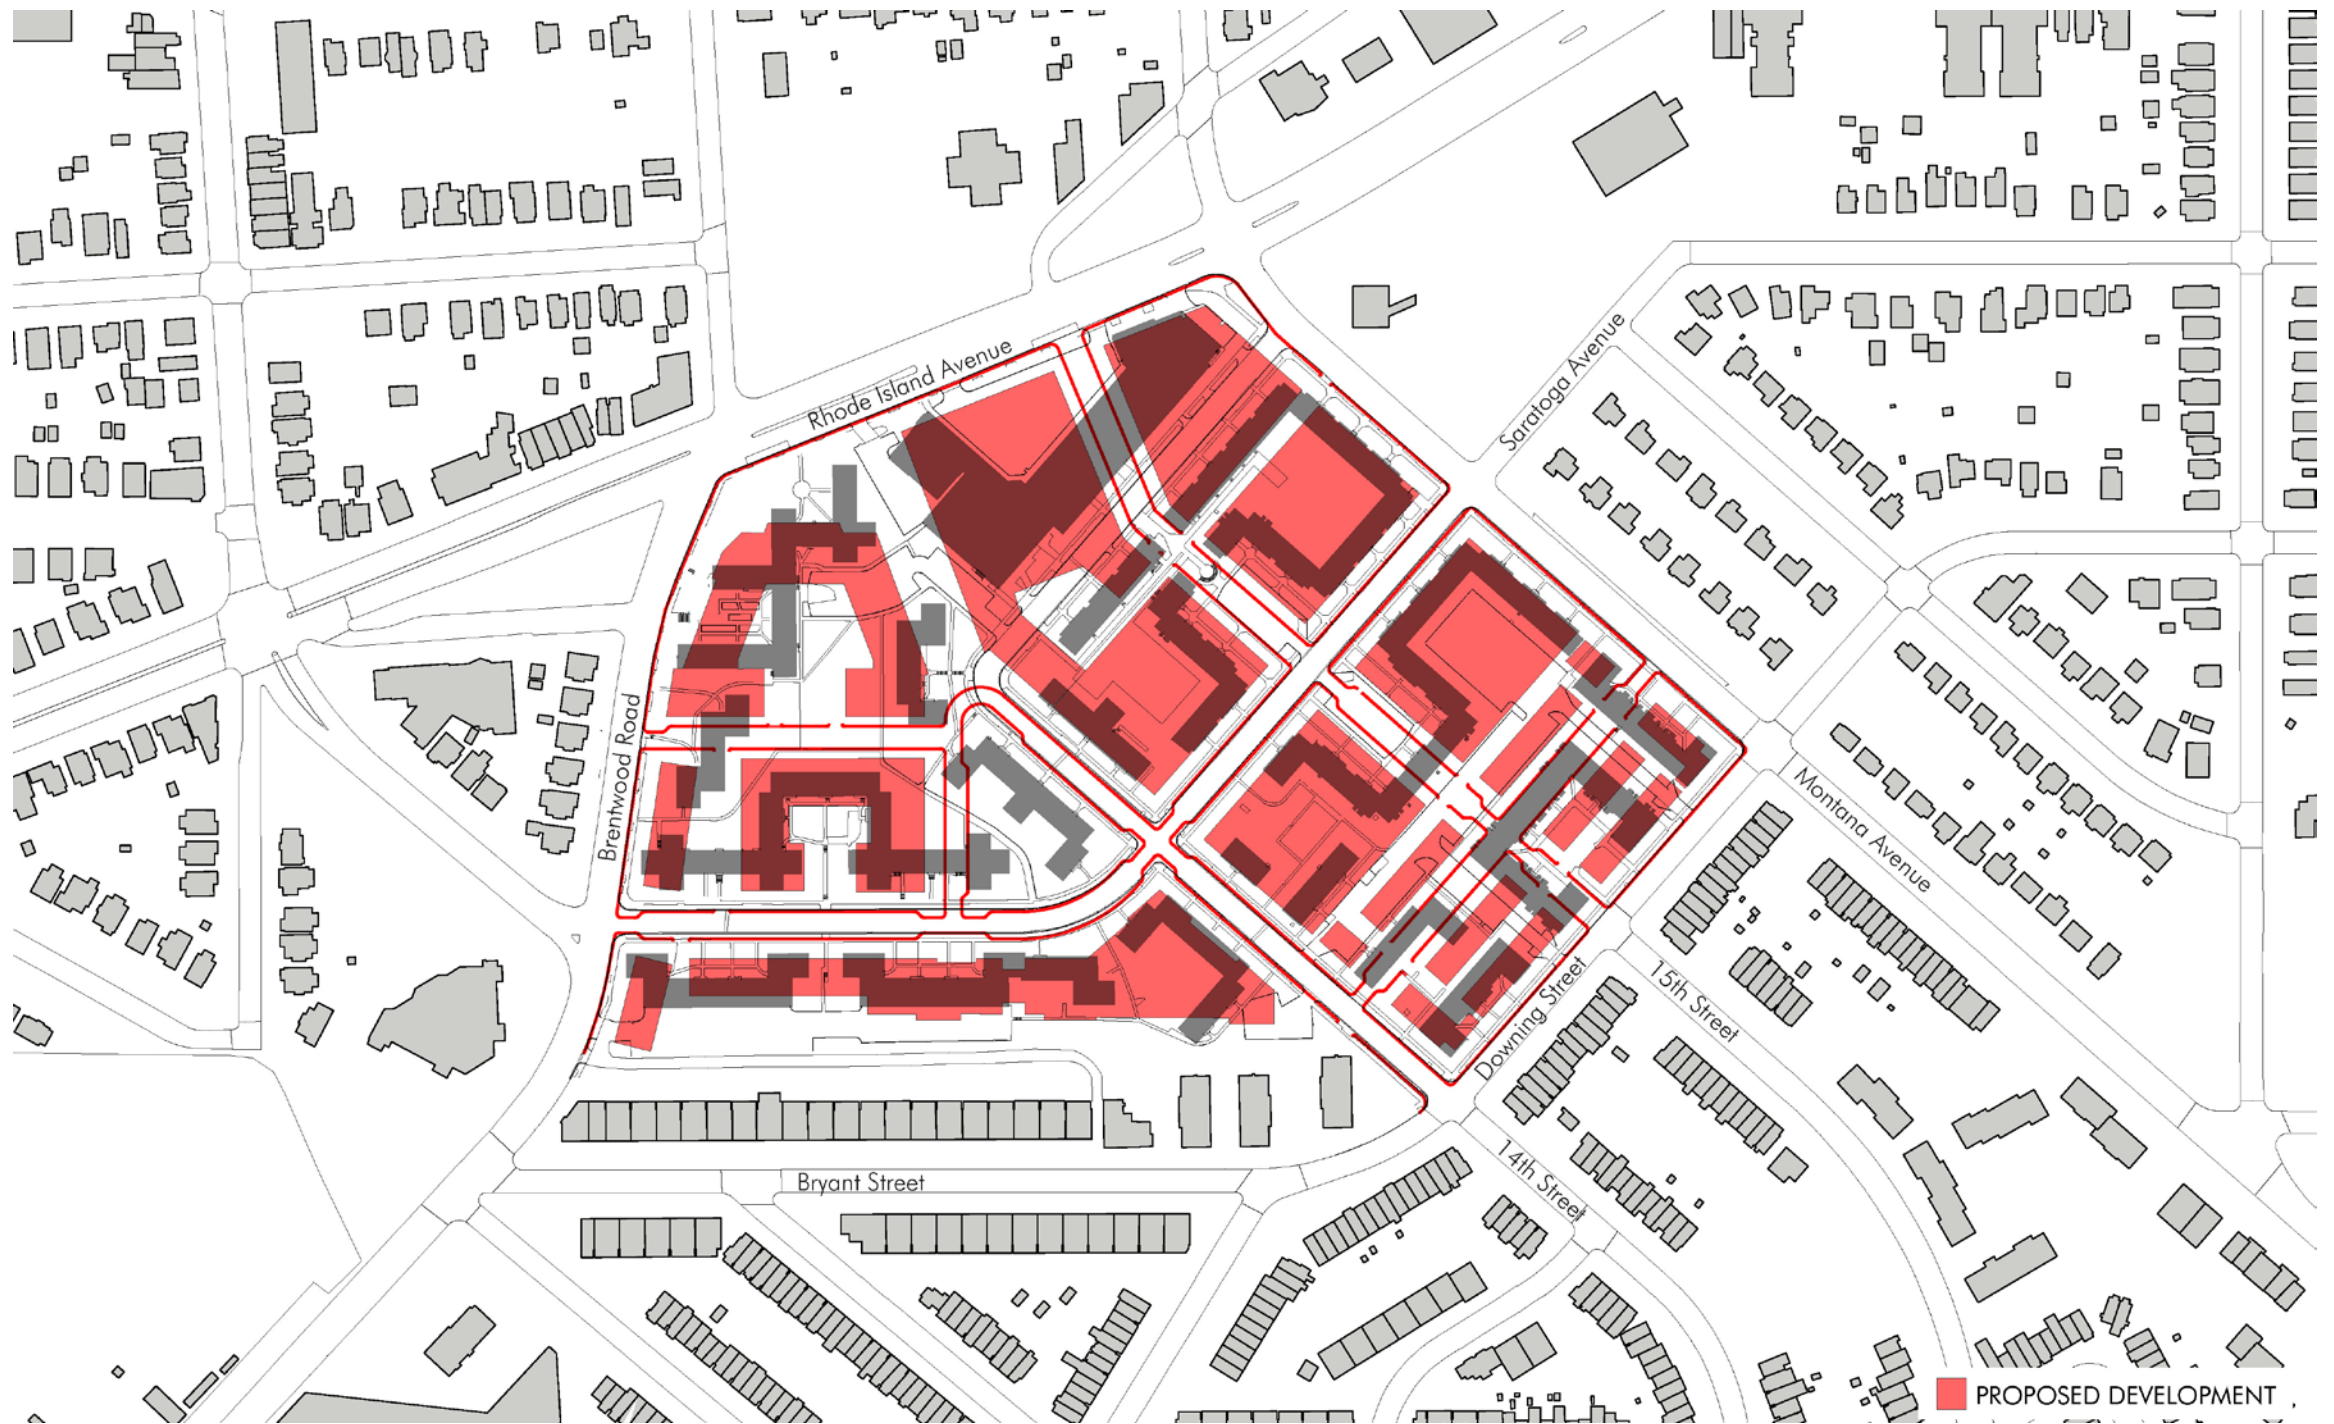 Rhode Island Avenue
Saratoga Avenue
Brentwood Road
Montana Avenue
15th Street
Downing Street
14th Street
Bryant Street
PROPOSED DEVELOPMENT